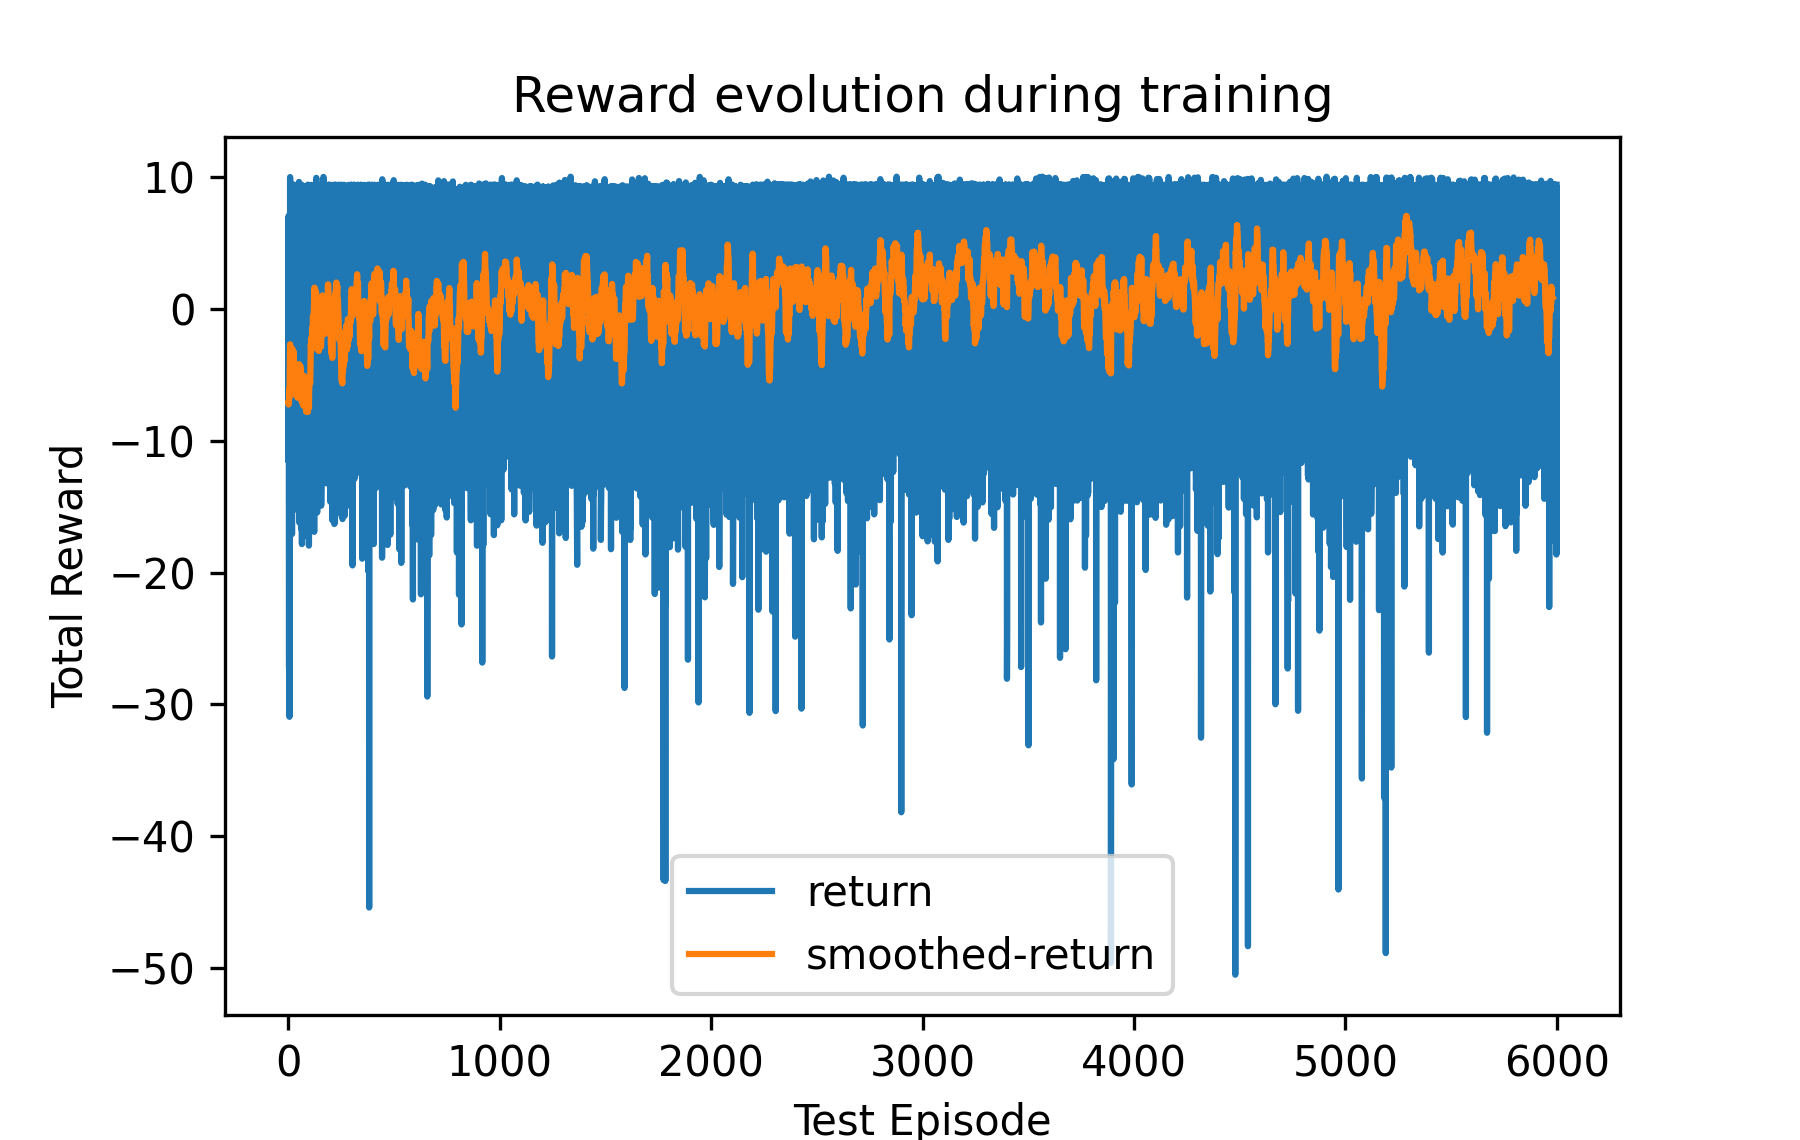 Reward evolution during training
Total Reward
10
0
−10
−20
−30
−40
−50
return
smoothed-return
0 1000 2000 3000 4000 5000 6000
Test Episode